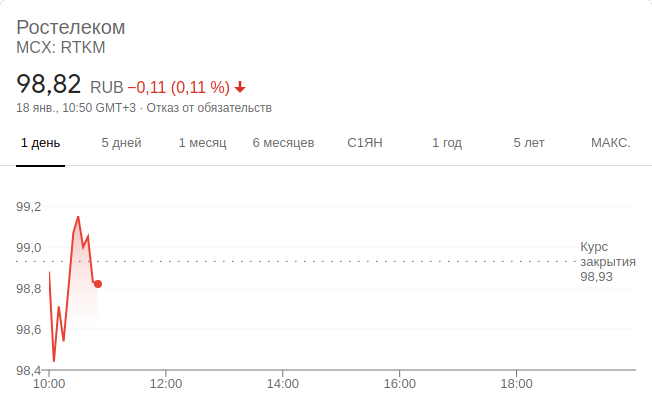 Ростелеком
MCX: RTKM
98,82 RUB −0,11 (0,11 %)
18 янв., 10:50 GMT+3 · Отказ от обязательств
1 день 5 дней 1 месяц 6 месяцев С1ЯН 1 год 5 лет МАКС.
99,2
99,0
98,8
98,6
98,4
Курс
закрытия
98,93
10:00 12:00 14:00 16:00 18:00